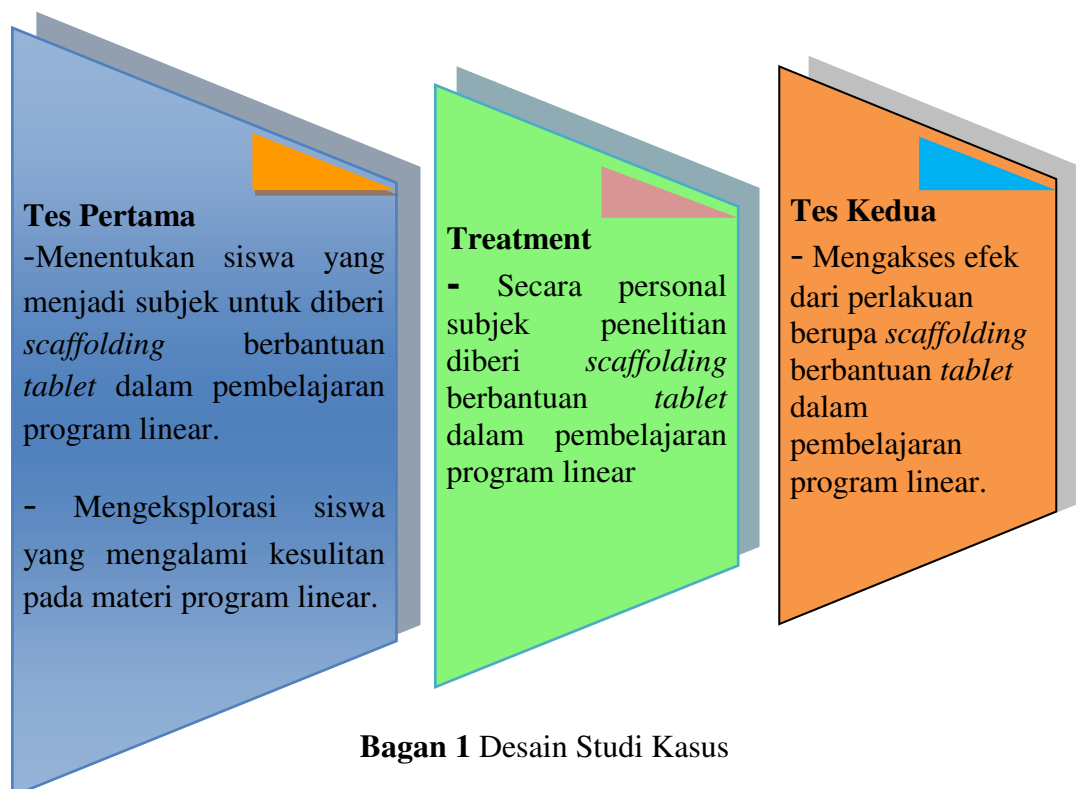 Tes Pertama
-Menentukan siswa yang
menjadi subjek untuk diberi
scaffolding berbantuan
tablet dalam pembelajaran
program linear.
- Mengeksplorasi siswa
yang mengalami kesulitan
pada materi program linear.
Treatment
- Secara personal
subjek penelitian
diberi scaffolding
berbantuan tablet
dalam pembelajaran
program linear
Tes Kedua
- Mengakses efek
dari perlakuan
berupa scaffolding
berbantuan tablet
dalam
pembelajaran
program linear.
Bagan 1 Desain Studi Kasus